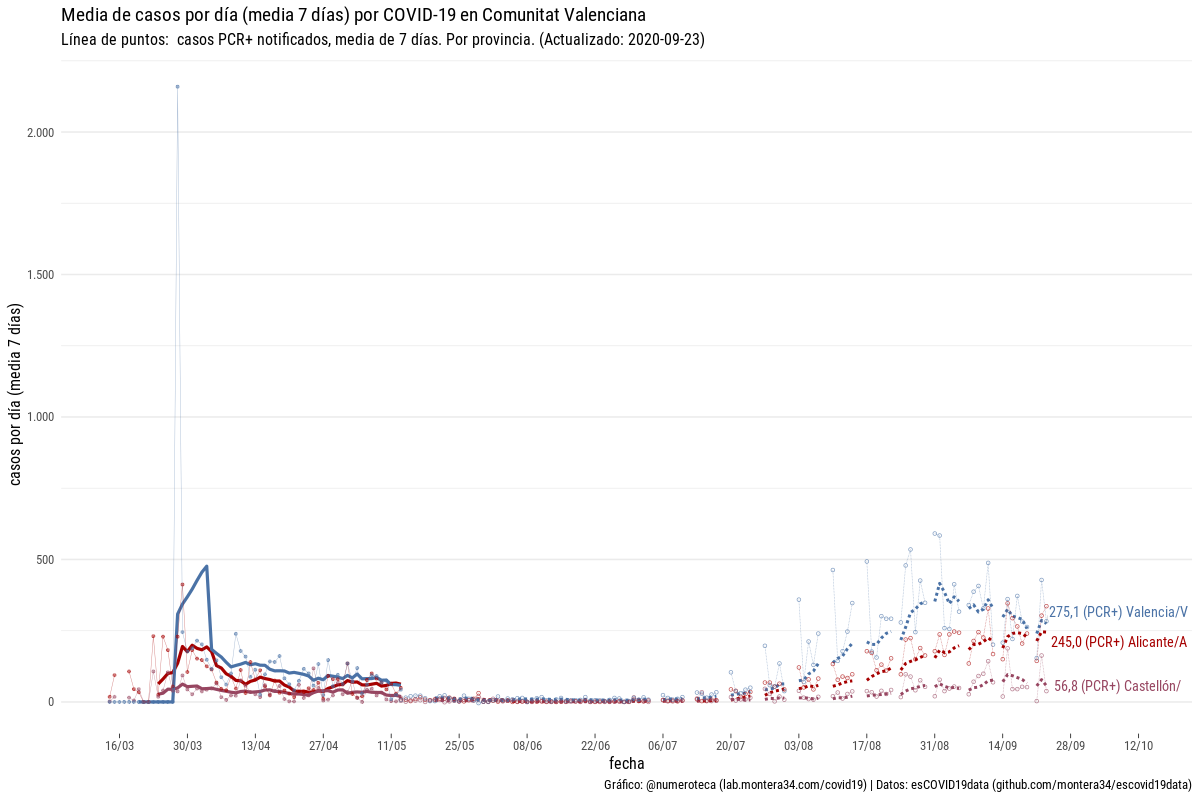 Media de casos por día (media 7 días) por COVID-19 en Comunitat Valenciana
Línea de puntos:  casos PCR+ notificados, media de 7 días. Por provincia. (Actualizado: 2020-09-23)
casos por día (media 7 días)
2.000
1.500
1.000
500
0
275,1 (PCR+) Valencia/V
245,0 (PCR+) Alicante/A
56,8 (PCR+) Castellón/
16/03
30/03
13/04
27/04
11/05
25/05
08/06
22/06
06/07
20/07
03/08
17/08
31/08
14/09
28/09
12/10
fecha
Gráfico: @numeroteca (lab.montera34.com/covid19) | Datos: esCOVID19data (github.com/montera34/escovid19data)